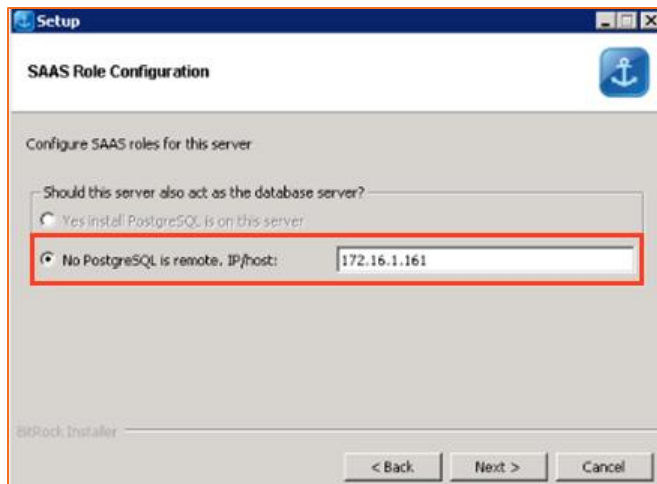 Setup
SAAS Role Configuration
Configure SAAS roles for this server
Should this server also act as the database server?
Yes install PostgreSQL is on this server
No PostgreSQL is remote. IP/host: 172.16.1.161
BitRock Installer
< Back Next > Cancel